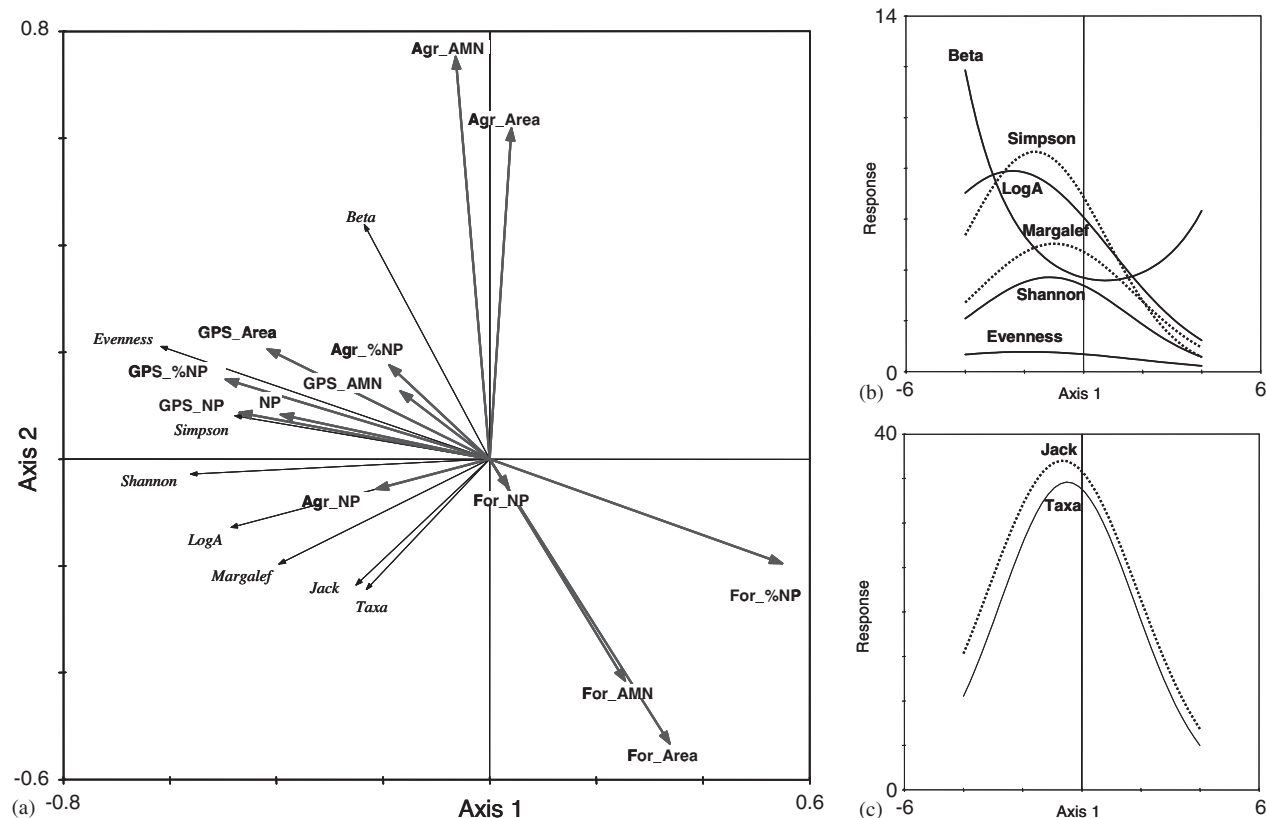 0.8
Agr_AMN
Agr_Area
Beta
GPS_Area
Evenness
Agr_%NP
GPS_%NP
GPS_AMN
GPS_NP
NP
Simpson
Axis 2
Shannon
Agr_NP
For_NP
LogA
Margalef
Jack
Taxa
For_%NP
For_AMN
For_Area
-0.6
(a)
-0.8
Axis 1
0.6
14
Beta
Simpson
LogA
Response
Margalef
Shannon
Evenness
0
(b)
-6
Axis 1
6
40
Jack
Taxa
Response
0
(c)
-6
Axis 1
6